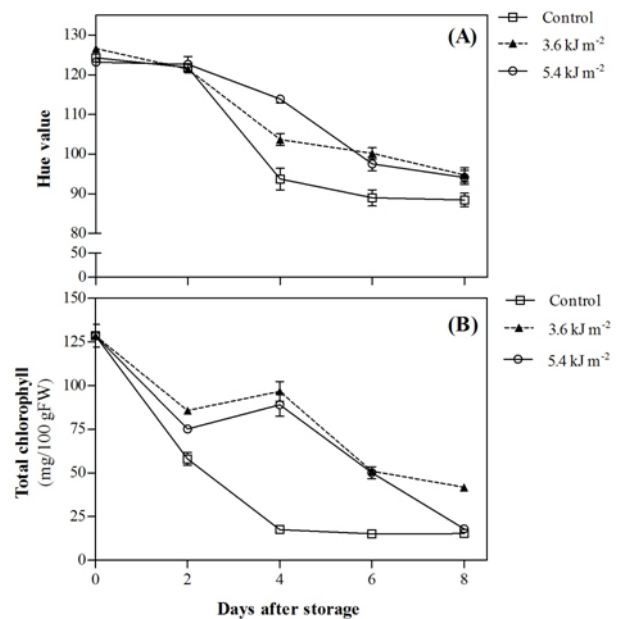 (A)
Control
3.6 kJ m⁻²
5.4 kJ m⁻²
Hue value
130
120
110
100
90
80
50
0
(B)
Control
3.6 kJ m⁻²
5.4 kJ m⁻²
Total chlorophyll
(mg/100 gFW)
150
125
100
75
50
25
0
0 2 4 6 8
Days after storage